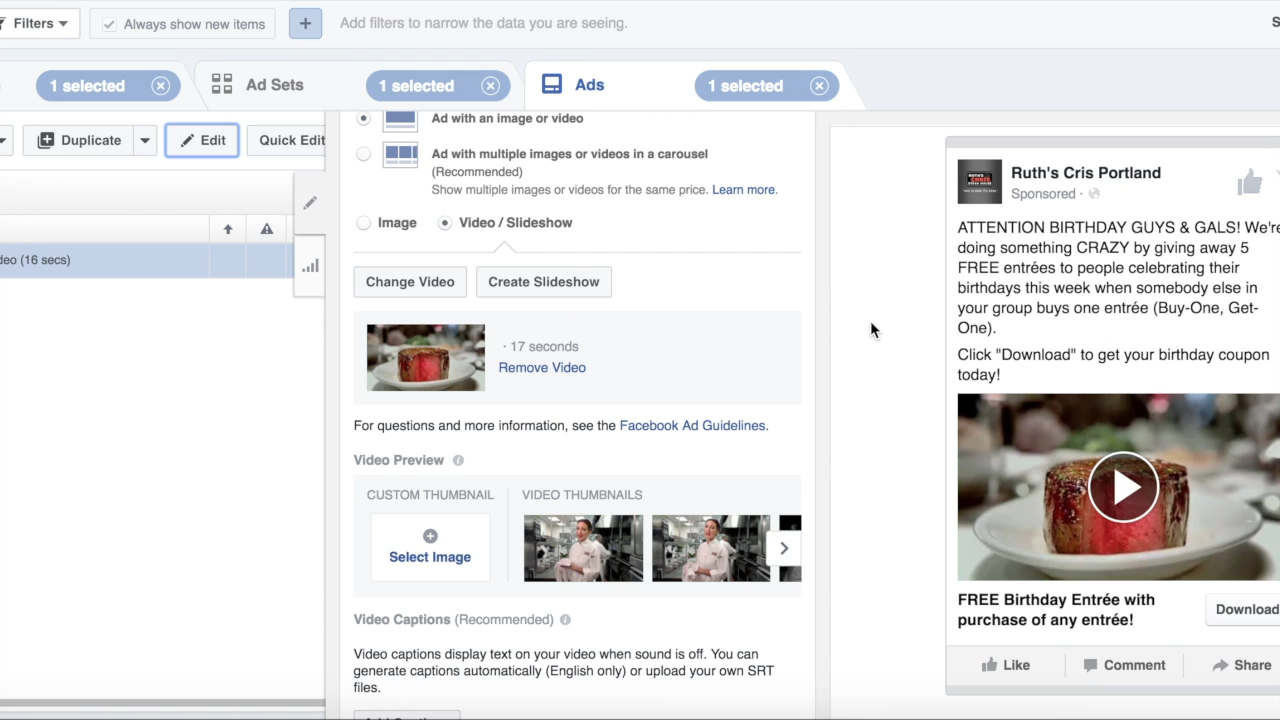 Filters
Always show new items
+
Add filters to narrow the data you are seeing.
S
1 selected
Ad Sets
1 selected
Ads
1 selected
Duplicate
Edit
Quick Edit
deo (16 secs)
Ad with an image or video
Ad with multiple images or videos in a carousel
(Recommended)
Show multiple images or videos for the same price. Learn more.
Image
Video / Slideshow
Change Video
Create Slideshow
· 17 seconds
Remove Video
For questions and more information, see the Facebook Ad Guidelines.
Video Preview
CUSTOM THUMBNAIL
VIDEO THUMBNAILS
Select Image
Video Captions (Recommended)
Video captions display text on your video when sound is off. You can
generate captions automatically (English only) or upload your own SRT
files.
RUTH'S
CHRIS
STEAK HOUSE
Ruth's Cris Portland
Sponsored ·
ATTENTION BIRTHDAY GUYS & GALS! We're
doing something CRAZY by giving away 5
FREE entrées to people celebrating their
birthdays this week when somebody else in
your group buys one entrée (Buy-One, Get-
One).
Click "Download" to get your birthday coupon
today!
FREE Birthday Entrée with
purchase of any entrée!
Download
Like
Comment
Share